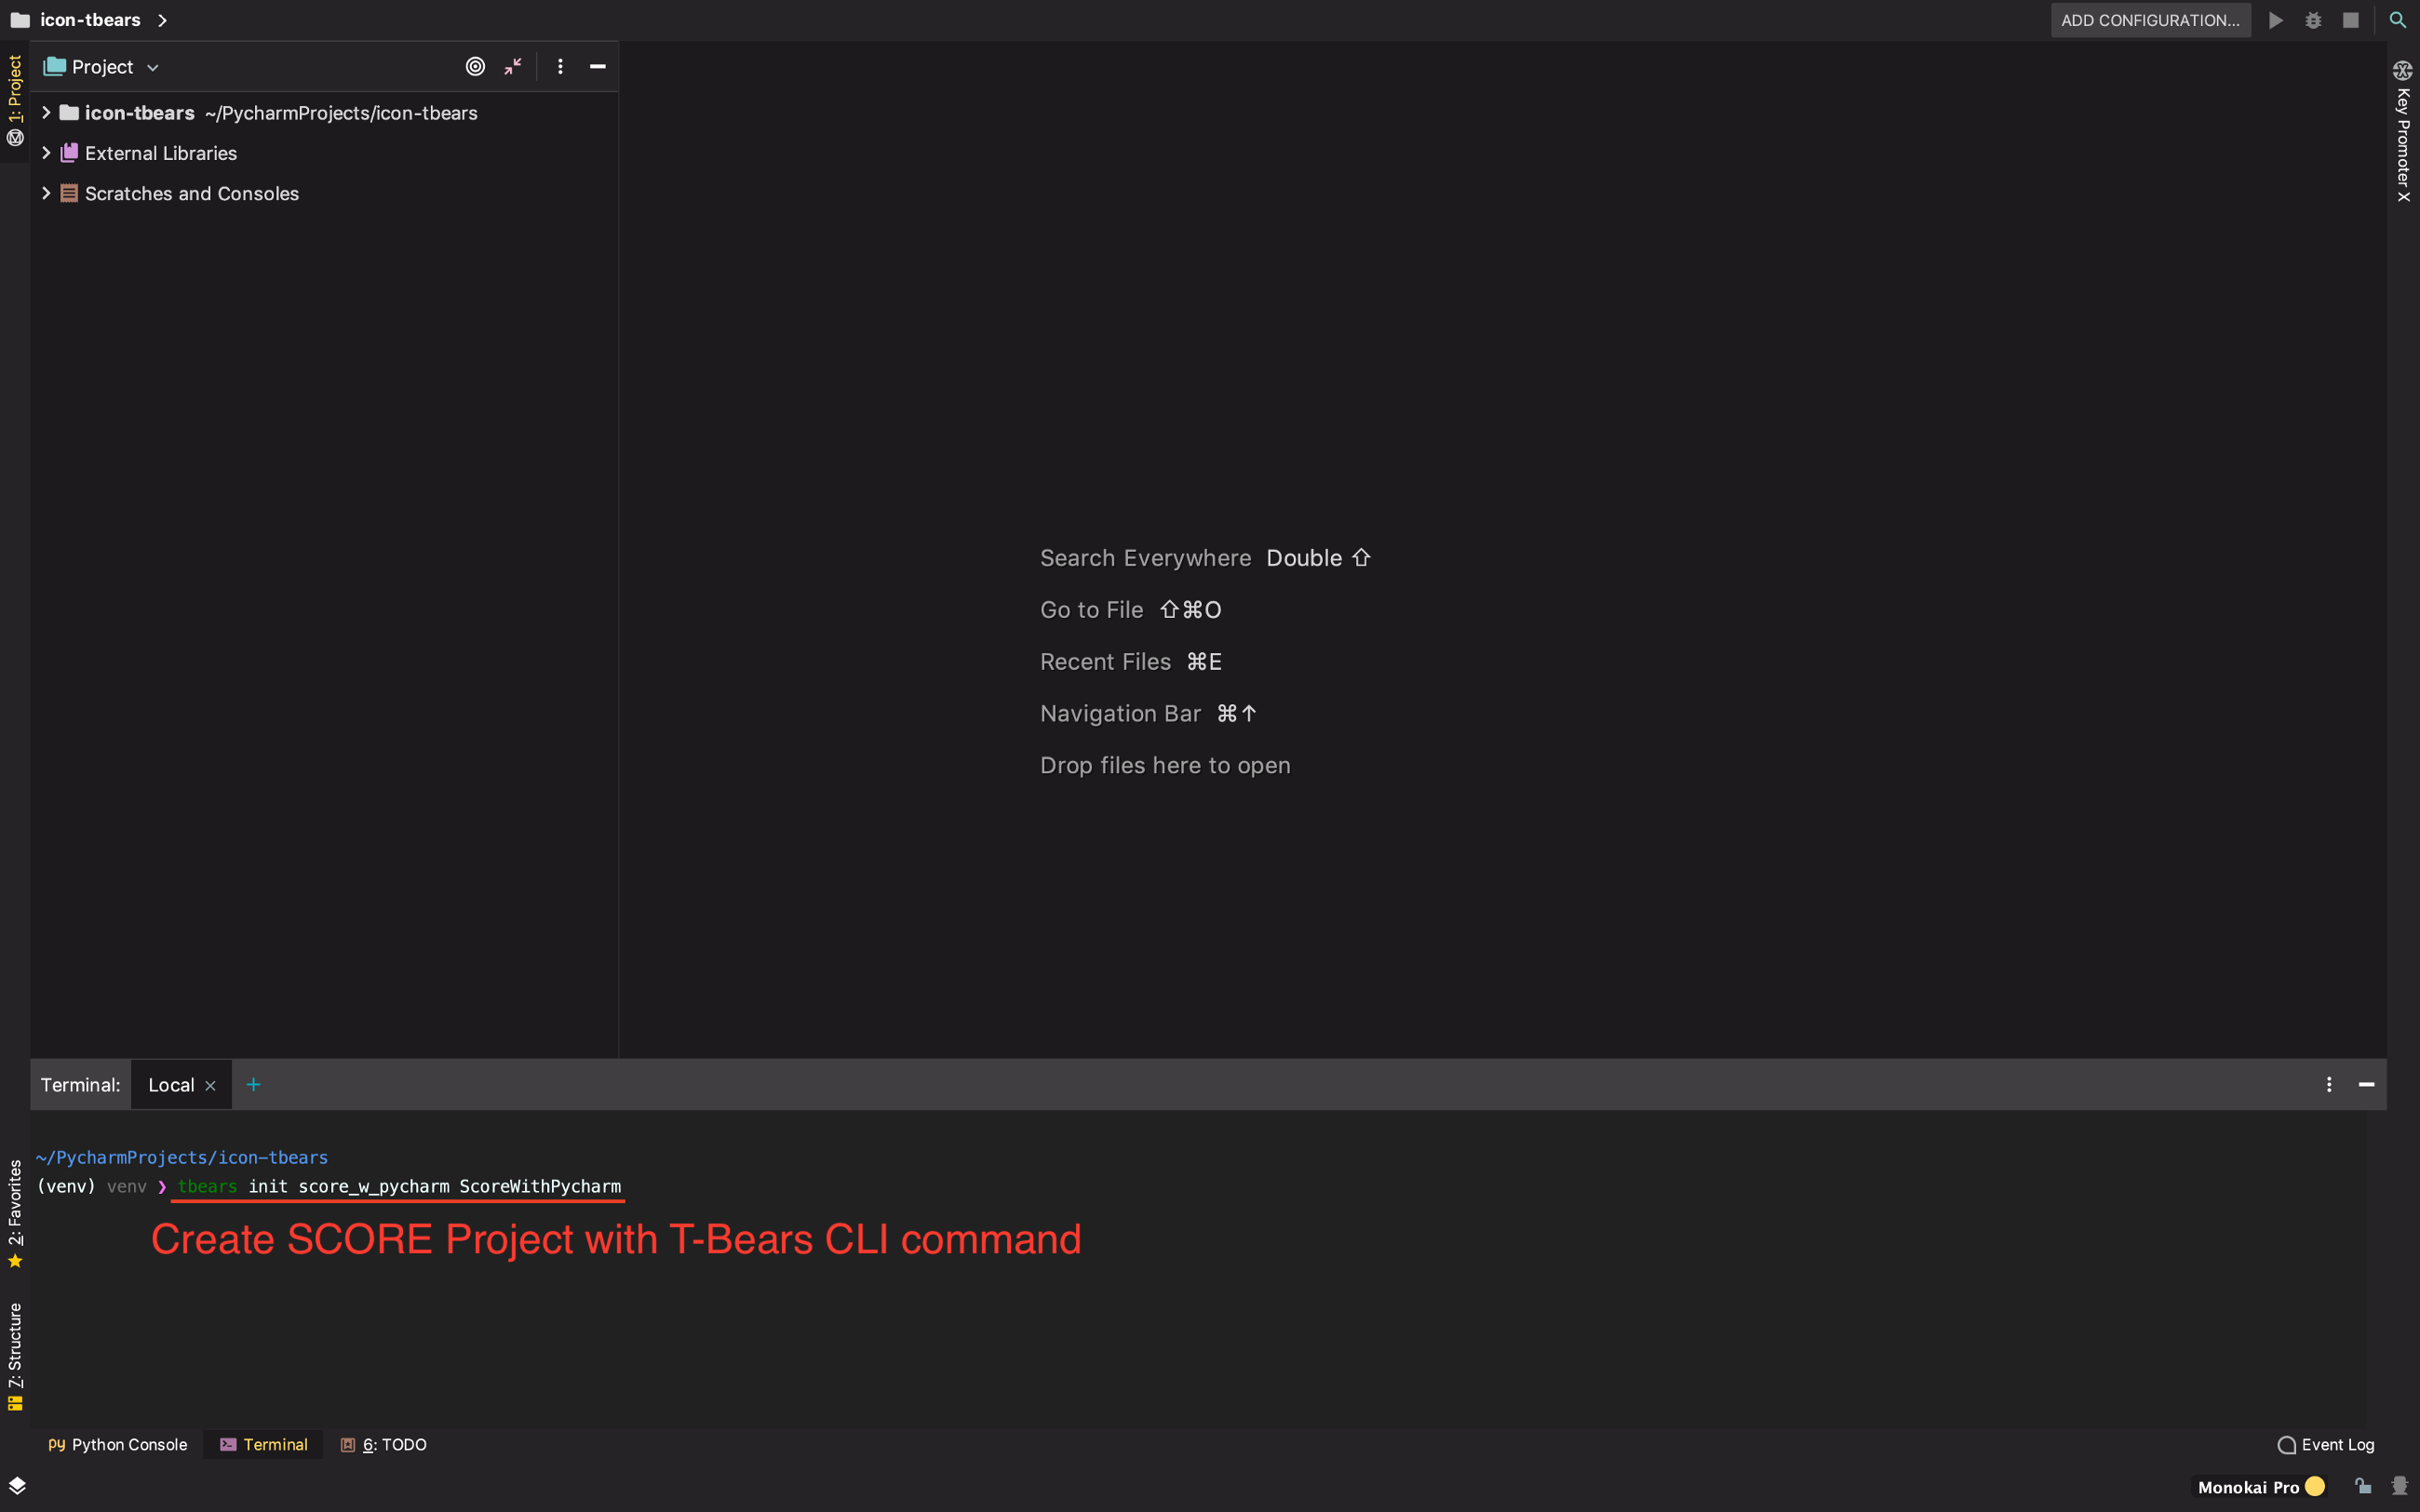 icon-tbears
ADD CONFIGURATION...
1: Project
Project
icon-tbears ~/PycharmProjects/icon-tbears
External Libraries
Scratches and Consoles
Key Promoter X
Search Everywhere Double ⇧
Go to File ⇧⌘O
Recent Files ⌘E
Navigation Bar ⌘↑
Drop files here to open
Terminal: Local × +
~/PycharmProjects/icon-tbears
(venv) venv ❯ tbears init score_w_pycharm ScoreWithPycharm
Create SCORE Project with T-Bears CLI command
2: Favorites
7: Structure
Python Console
Terminal
6: TODO
Event Log
Monokai Pro